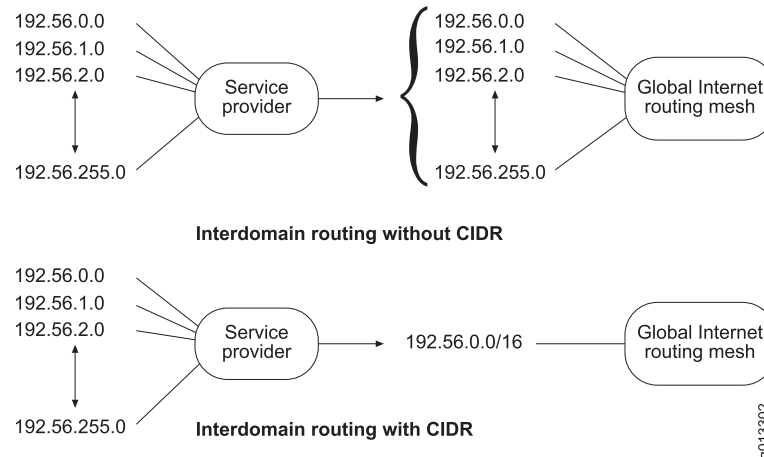 192.56.0.0
192.56.1.0
192.56.2.0
192.56.255.0
Service
provider
192.56.0.0
192.56.1.0
192.56.2.0
192.56.255.0
Global Internet
routing mesh
Interdomain routing without CIDR
192.56.0.0
192.56.1.0
192.56.2.0
192.56.255.0
Service
provider
192.56.0.0/16
Global Internet
routing mesh
Interdomain routing with CIDR